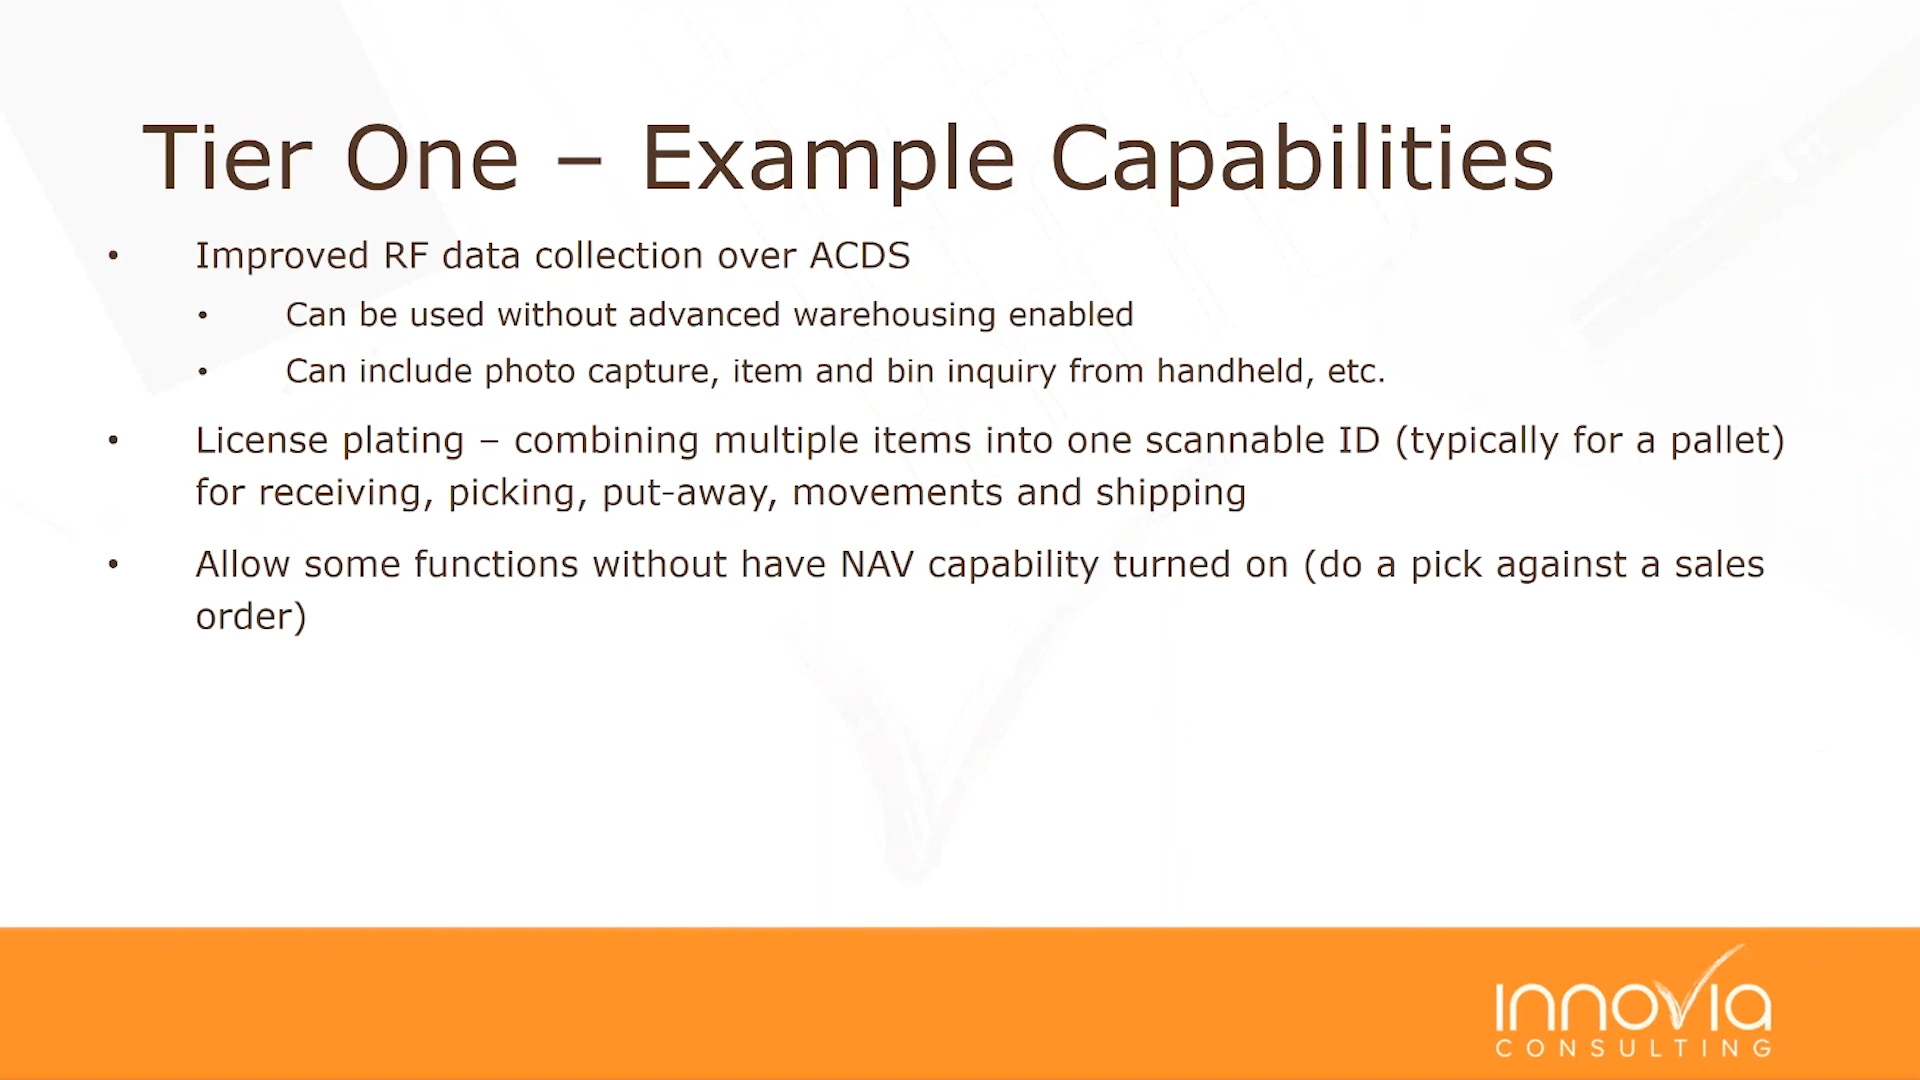 Tier One – Example Capabilities
• Improved RF data collection over ACDS
• Can be used without advanced warehousing enabled
• Can include photo capture, item and bin inquiry from handheld, etc.
• License plating – combining multiple items into one scannable ID (typically for a pallet)
for receiving, picking, put-away, movements and shipping
• Allow some functions without have NAV capability turned on (do a pick against a sales
order)
innovia
CONSULTING